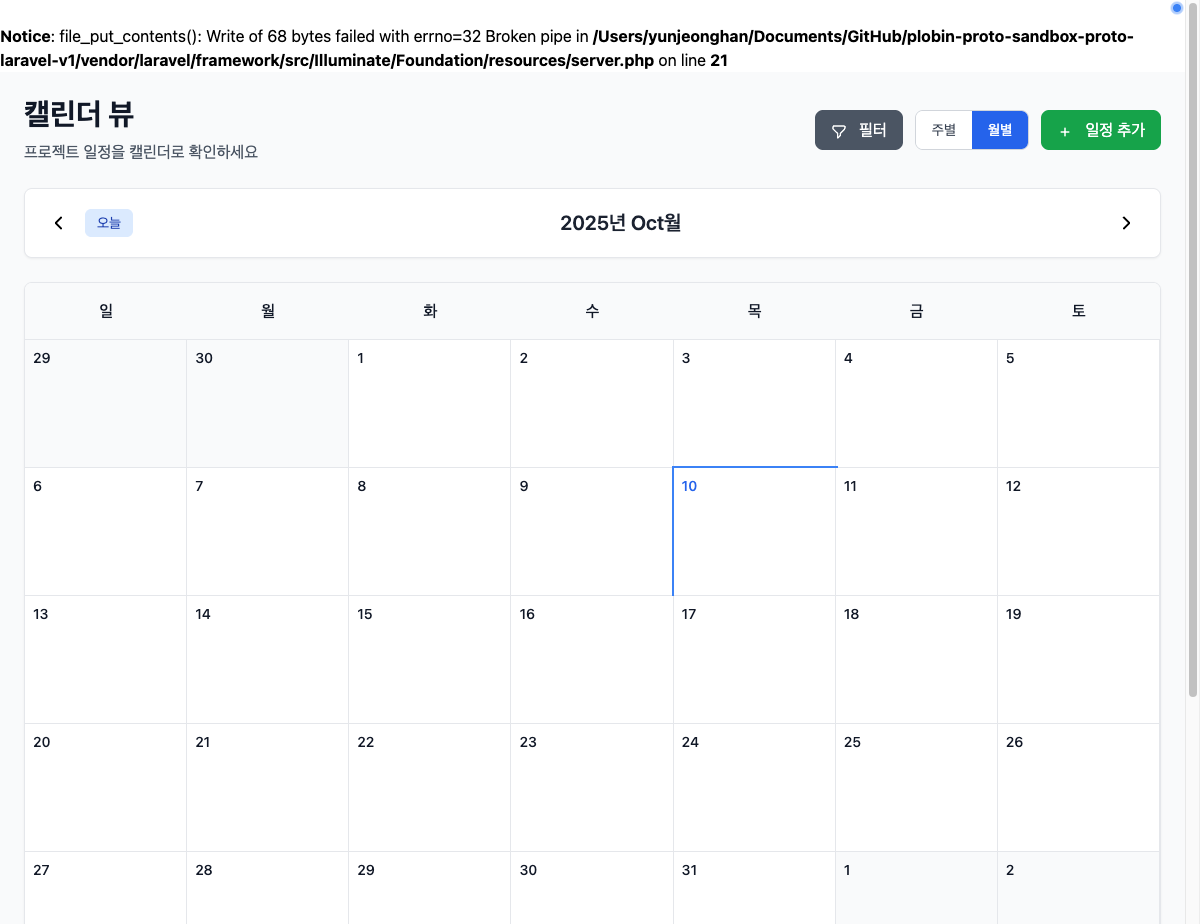 Notice: file_put_contents(): Write of 68 bytes failed with errno=32 Broken pipe in /Users/yunjeonghan/Documents/GitHub/plobin-proto-sandbox-proto-
laravel-v1/vendor/laravel/framework/src/Illuminate/Foundation/resources/server.php on line 21
캘린더 뷰
프로젝트 일정을 캘린더로 확인하세요
필터 주별 월별 + 일정 추가
오늘 2025년 Oct월
일 월 화 수 목 금 토
29 30 1 2 3 4 5
6 7 8 9 10 11 12
13 14 15 16 17 18 19
20 21 22 23 24 25 26
27 28 29 30 31 1 2